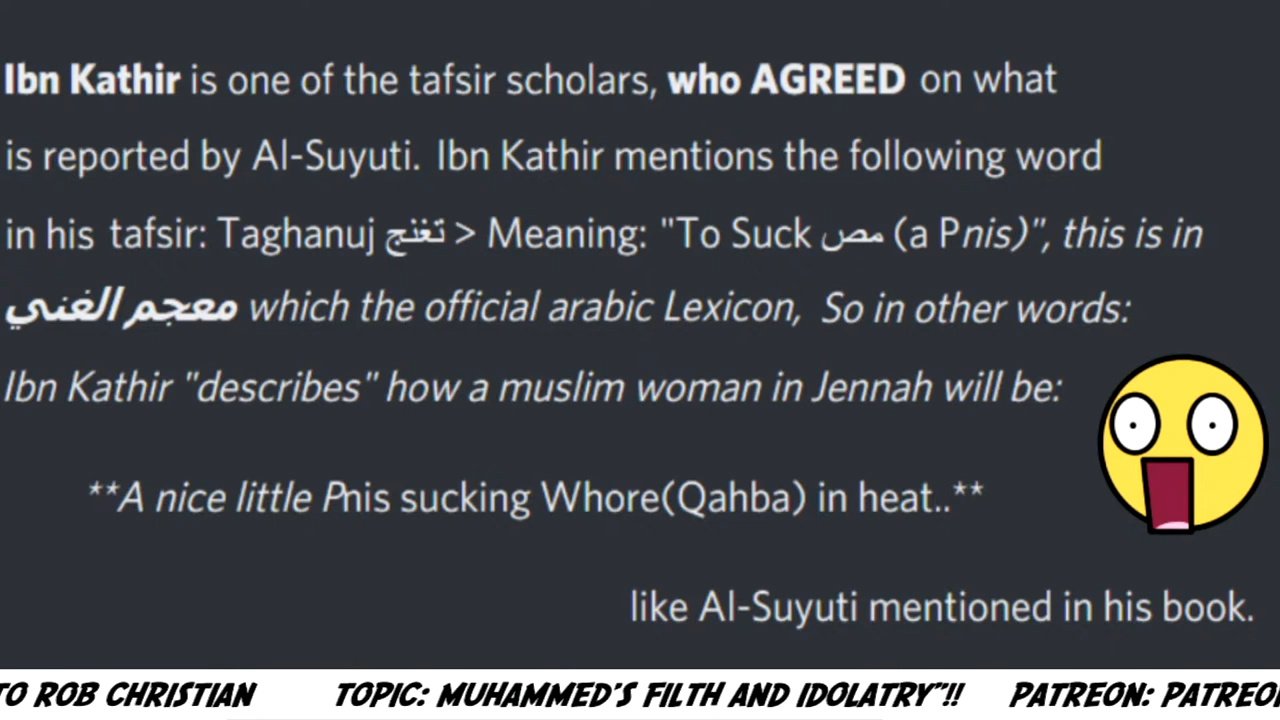 Ibn Kathir is one of the tafsir scholars, who AGREED on what
is reported by Al-Suyuti. Ibn Kathir mentions the following word
in his tafsir: Taghanuj تغنج > Meaning: "To Suck مص (a Pnis)", this is in
معجم الغني which the official arabic Lexicon, So in other words:
Ibn Kathir "describes" how a muslim woman in Jennah will be:
**A nice little Pnis sucking Whore(Qahba) in heat..**
like Al-Suyuti mentioned in his book.
TO ROB CHRISTIAN TOPIC: MUHAMMED'S FILTH AND IDOLATRY"!! PATREON: PATREO